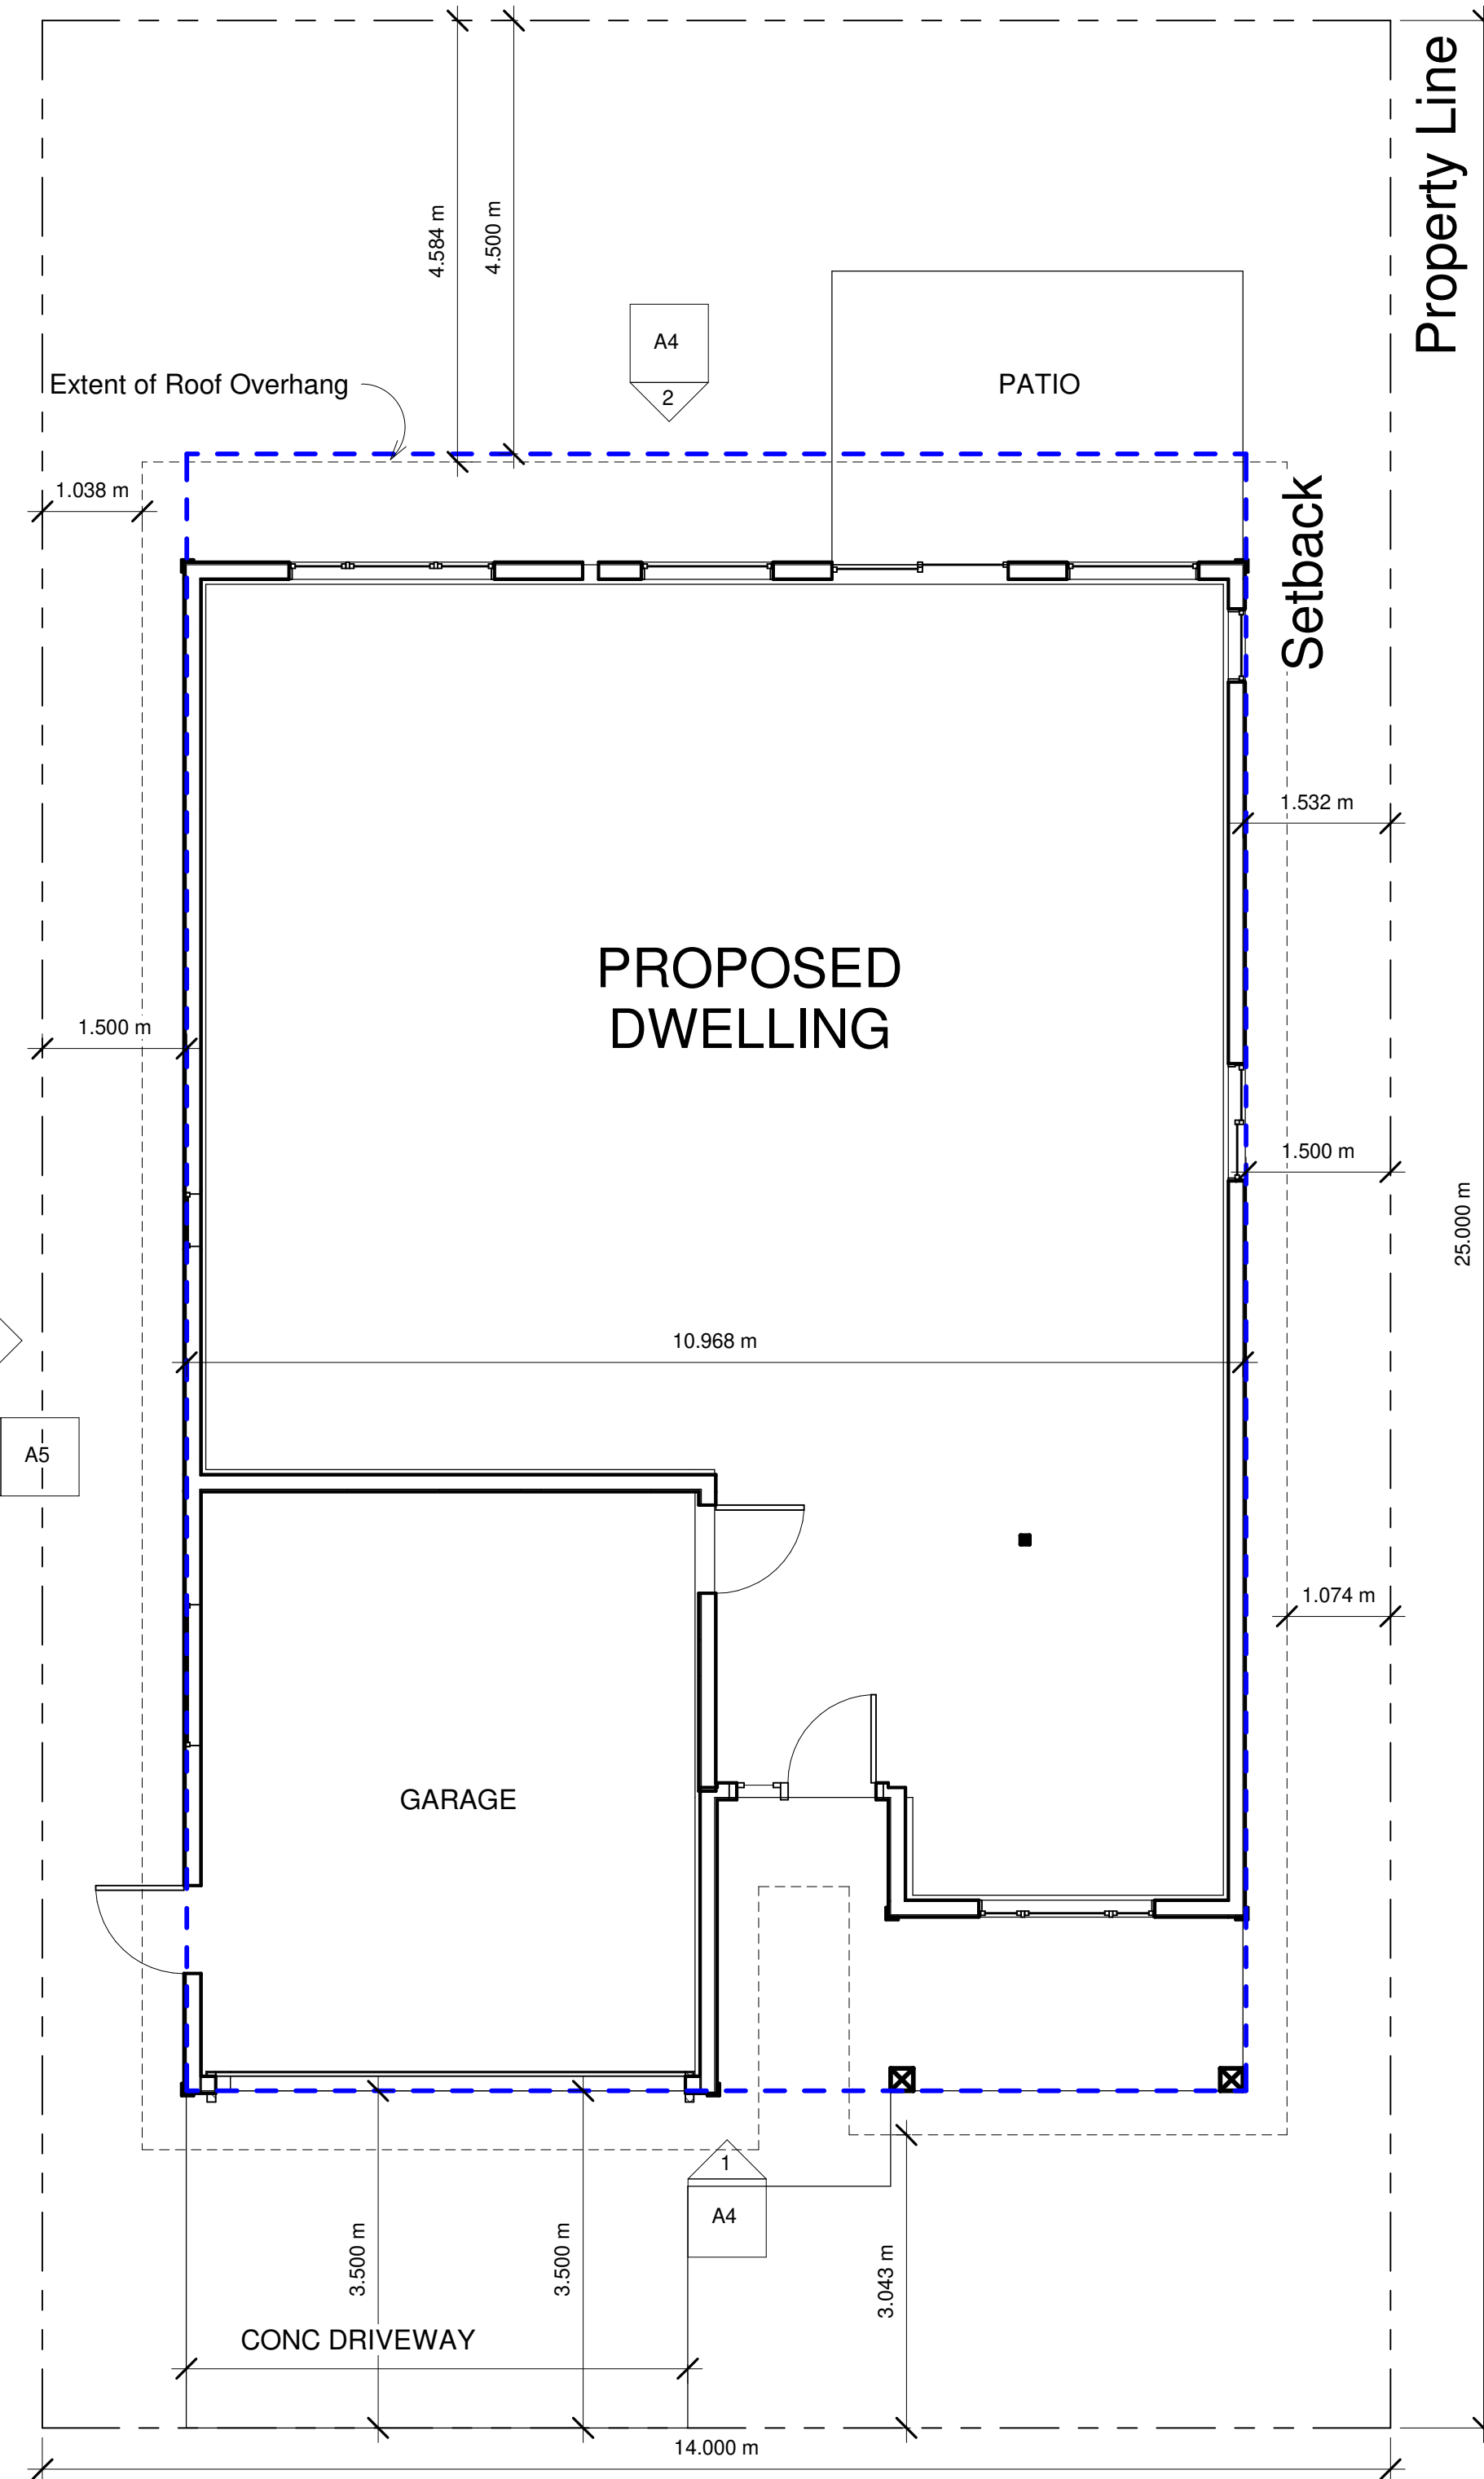 Property Line
4.584 m
4.500 m
A4
2
PATIO
Extent of Roof Overhang
1.038 m
Setback
1.532 m
PROPOSED
DWELLING
1.500 m
1.500 m
25.000 m
10.968 m
A5
1.074 m
GARAGE
1
A4
3.500 m
3.500 m
3.043 m
CONC DRIVEWAY
14.000 m